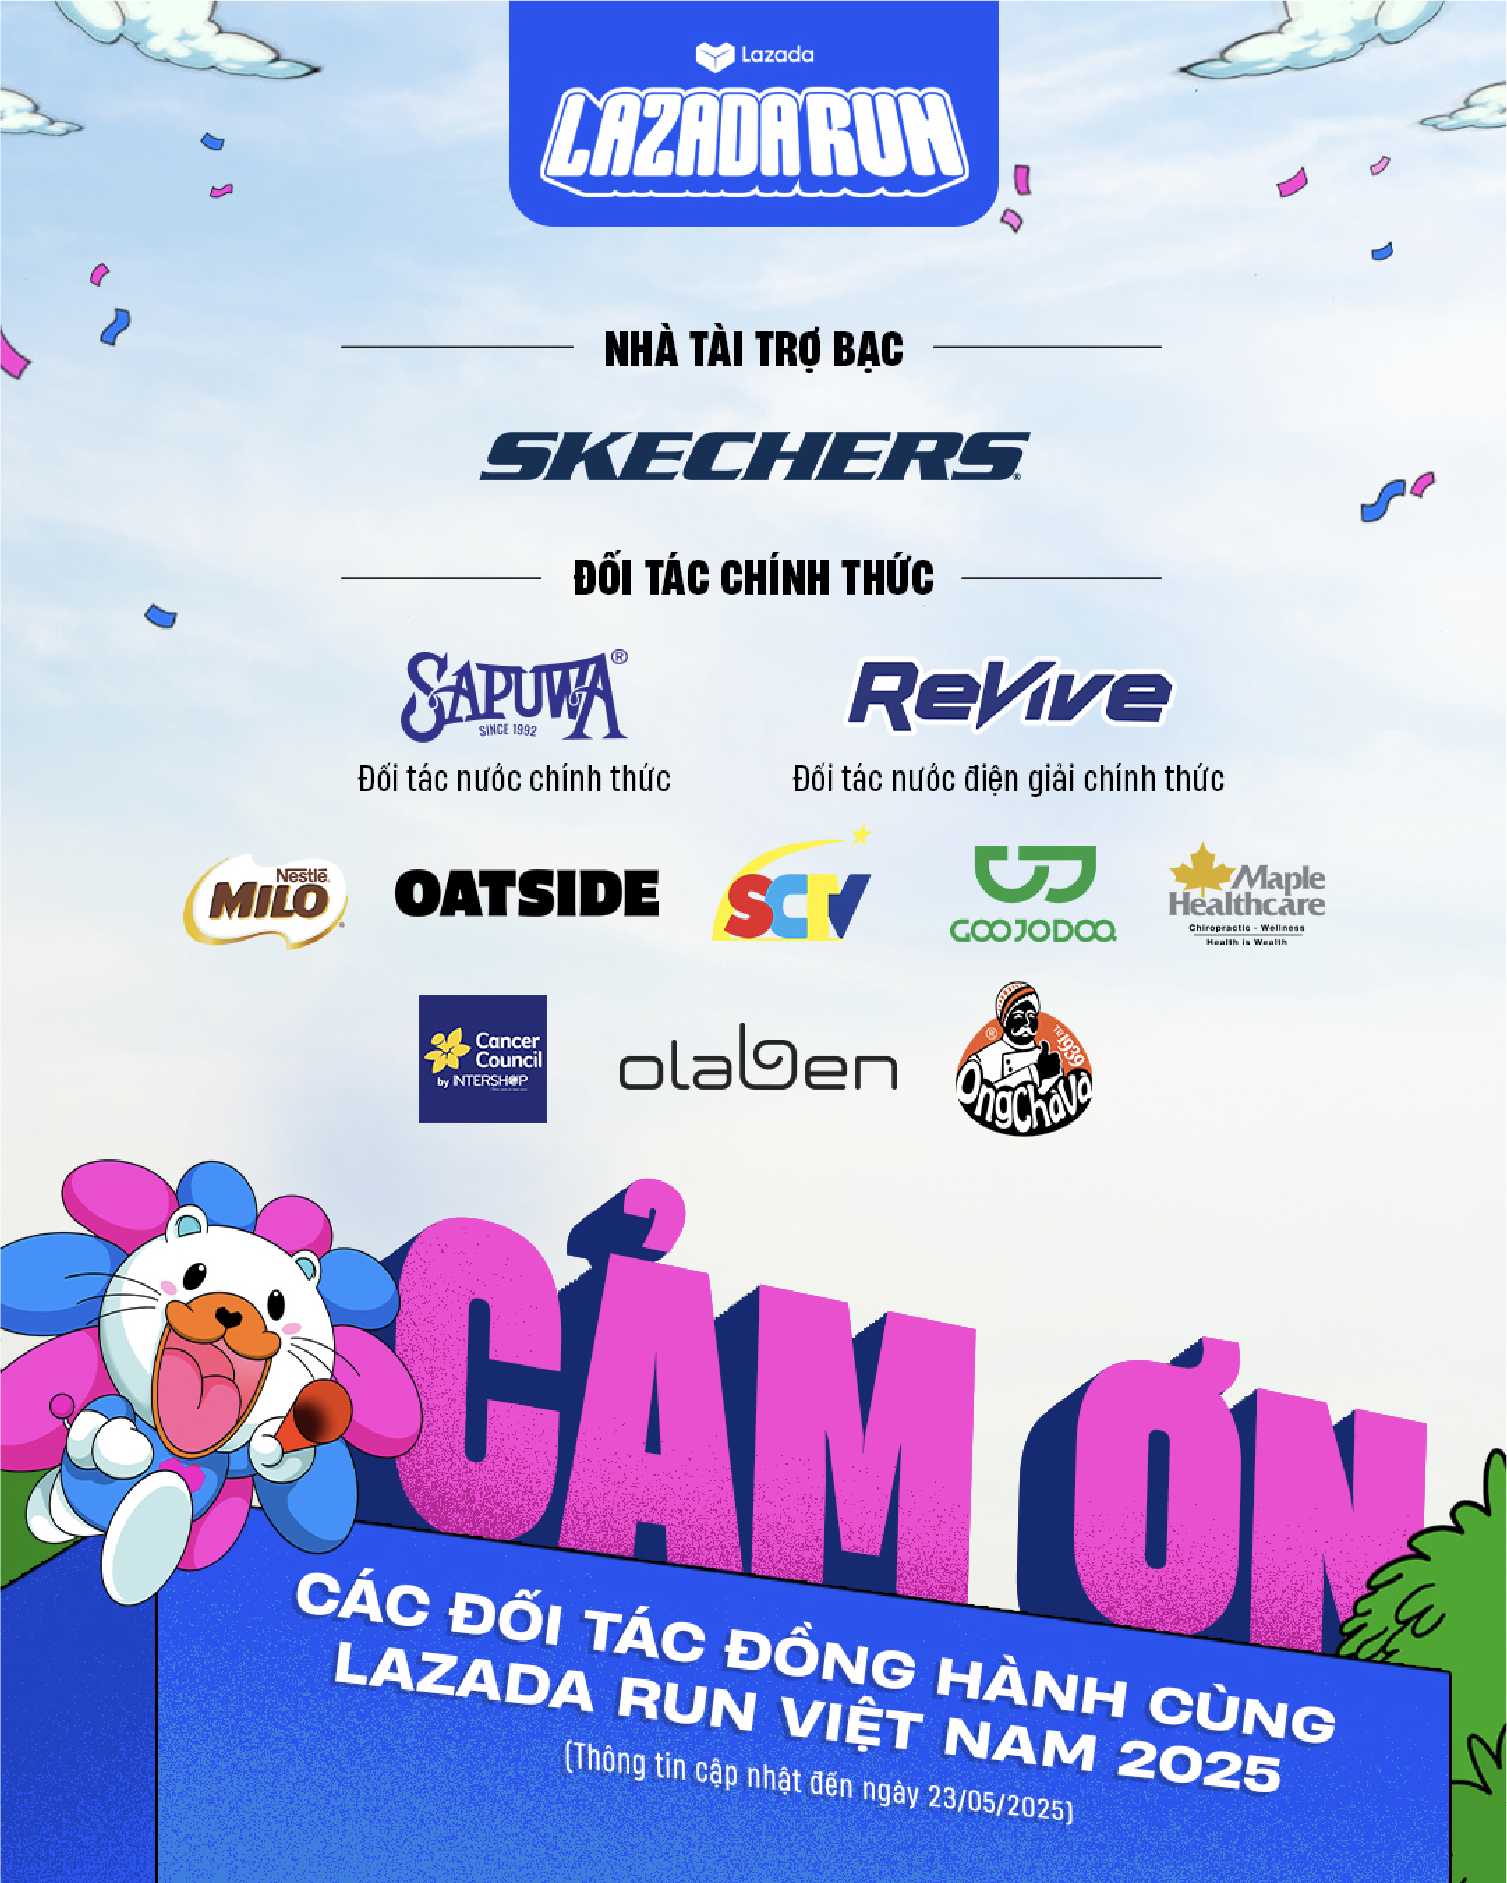 Lazada
LAZADA RUN
NHÀ TÀI TRỢ BẠC
SKECHERS
ĐỐI TÁC CHÍNH THỨC
SAPUWA®
SINCE 1992
ReVive
Đối tác nước chính thức
Đối tác nước điện giải chính thức
Nestlé.
MILO
OATSIDE
SCTV
GOOJODOQ
Maple
Healthcare
Chiropractic - Wellness
Health is Wealth
Cancer
Council
by INTERSHOP
olaben
®
TỪ 1939
OngChàVà
CẢM ƠN
CÁC ĐỐI TÁC ĐỒNG HÀNH CÙNG
LAZADA RUN VIỆT NAM 2025
(Thông tin cập nhật đến ngày 23/05/2025)